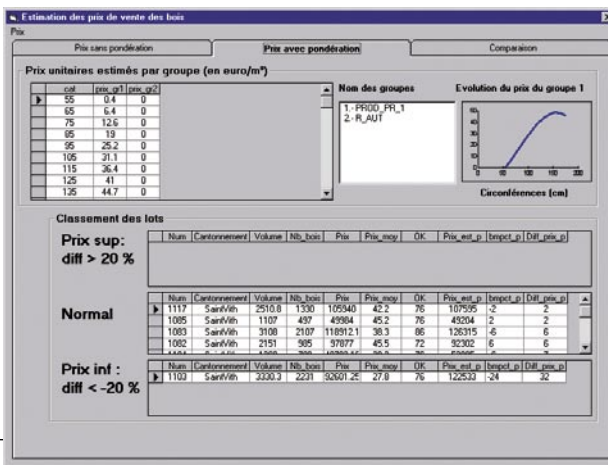 Estimation des prix de vente des bois
Prix
Prix sans pondération Prix avec pondération Comparaison
Prix unitaires estimés par groupe (en euro/m³)
cat prix_gr1 prix_gr2
55 0.4 0
65 6.4 0
75 12.6 0
85 19 0
95 25.2 0
105 31.1 0
115 36.4 0
125 41 0
135 44.7 0
Nom des groupes
1.- PROD_PR_1
2.- R_AUT
Evolution du prix du groupe 1
Circonférences (cm)
Classement des lots
Prix sup: diff > 20 %
Num Cantonnement Volume Nb_bois Prix Prix_moy OK Prix_est_p bmpct_p Diff_prix_p
Normal
Num Cantonnement Volume Nb_bois Prix Prix_moy OK Prix_est_p bmpct_p Diff_prix_p
1117 SaintVith 2510.8 1330 105940 42.2 76 107595 -2 2
1085 SaintVith 1107 497 49984 45.2 76 49204 2 2
1083 SaintVith 3108 2107 118912.1 38.3 86 126315 -6 6
1082 SaintVith 2151 985 97877 45.5 72 92302 6 6
Prix inf : diff < -20 %
Num Cantonnement Volume Nb_bois Prix Prix_moy OK Prix_est_p bmpct_p Diff_prix_p
1103 SaintVith 3330.3 2231 92601.25 27.8 76 122533 -24 32